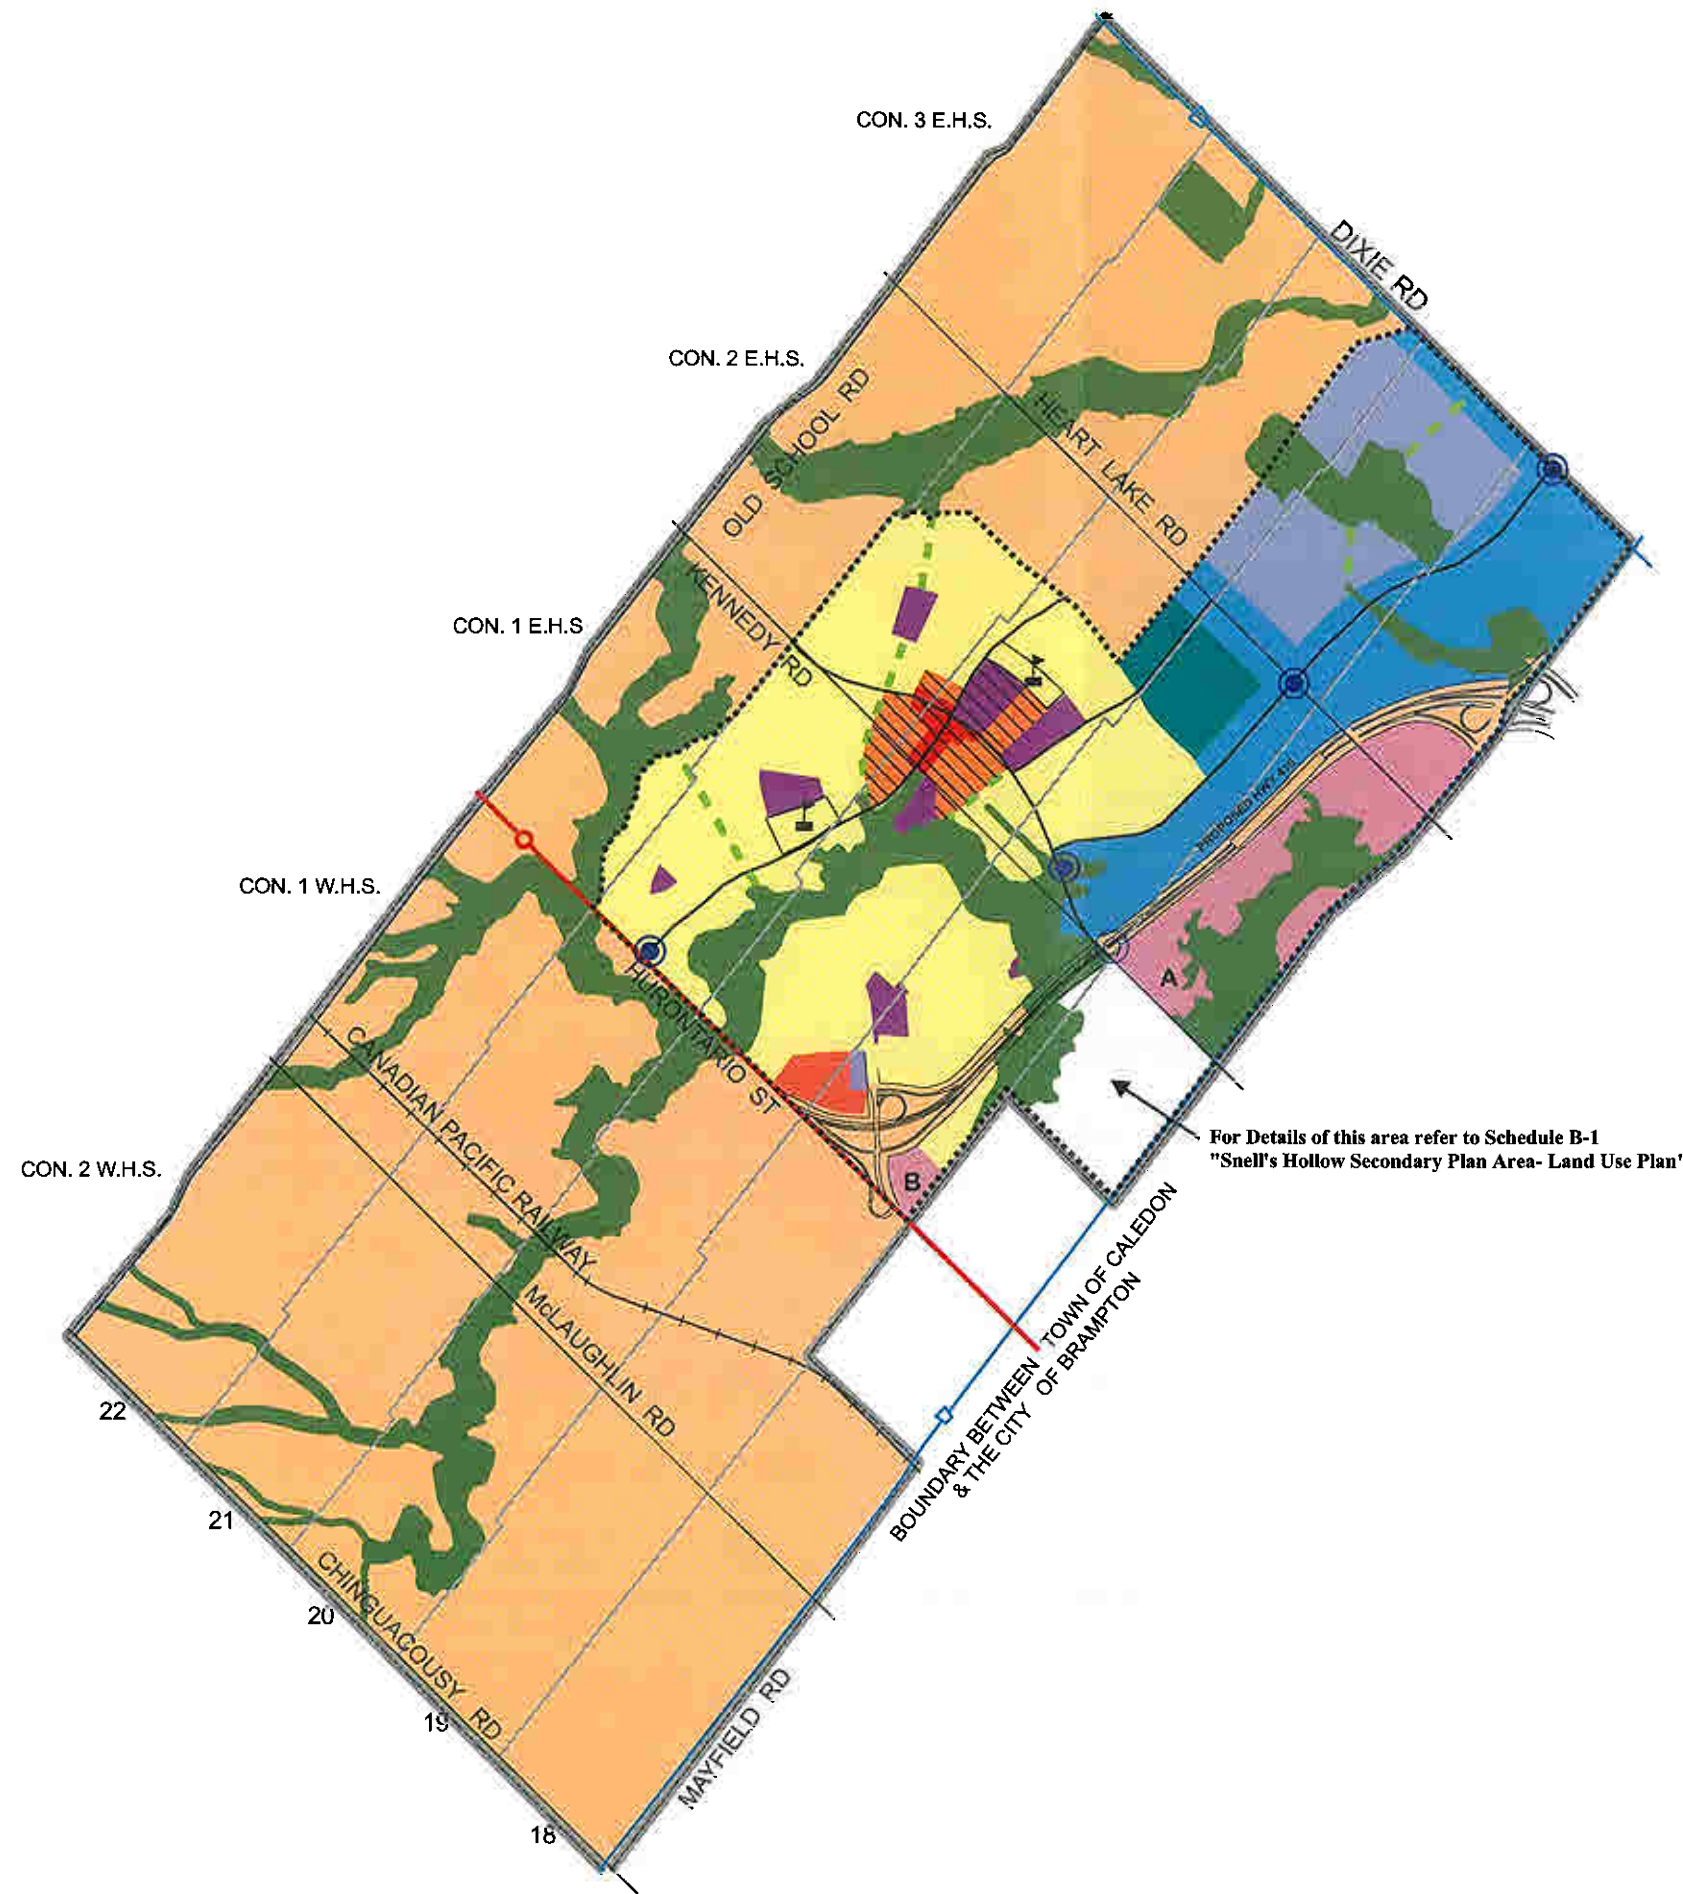 CON. 3 E.H.S.
DIXIE RD
CON. 2 E.H.S.
OLD SCHOOL RD
HEART LAKE RD
KENNEDY RD
CON. 1 E.H.S
PROPOSED HWY 410
CON. 1 W.H.S.
HURONTARIO ST
A
CANADIAN PACIFIC RAILWAY
For Details of this area refer to Schedule B-1
"Snell's Hollow Secondary Plan Area- Land Use Plan"
CON. 2 W.H.S.
B
McLAUGHLIN RD
BOUNDARY BETWEEN TOWN OF CALEDON
& THE CITY OF BRAMPTON
22
21
20
19
18
CHINGUACOUSY RD
MAYFIELD RD